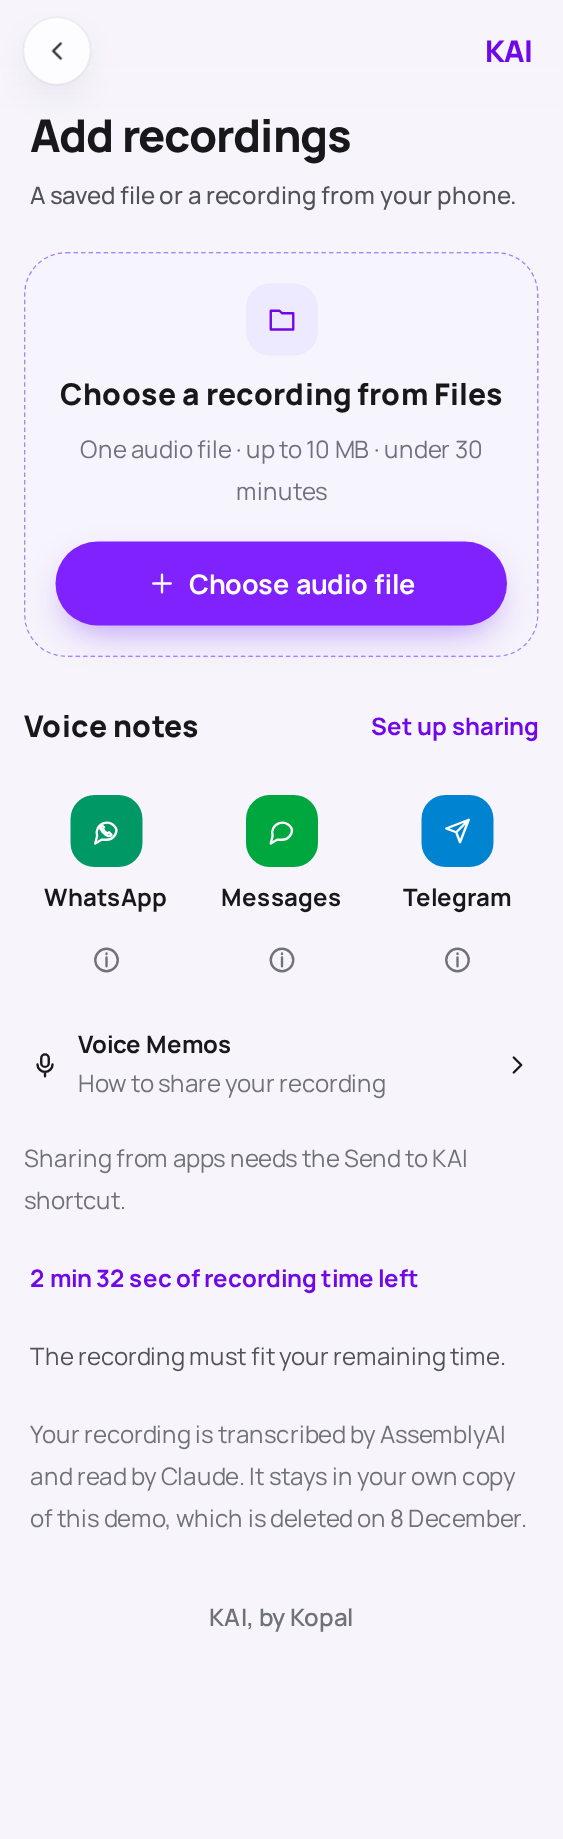 KAI
Add recordings
A saved file or a recording from your phone.
Choose a recording from Files
One audio file · up to 10 MB · under 30
minutes
Choose audio file
Voice notes
Set up sharing
WhatsApp
Messages
Telegram
Voice Memos
How to share your recording
Sharing from apps needs the Send to KAI
shortcut.
2 min 32 sec of recording time left
The recording must fit your remaining time.
Your recording is transcribed by AssemblyAI
and read by Claude. It stays in your own copy
of this demo, which is deleted on 8 December.
KAI, by Kopal